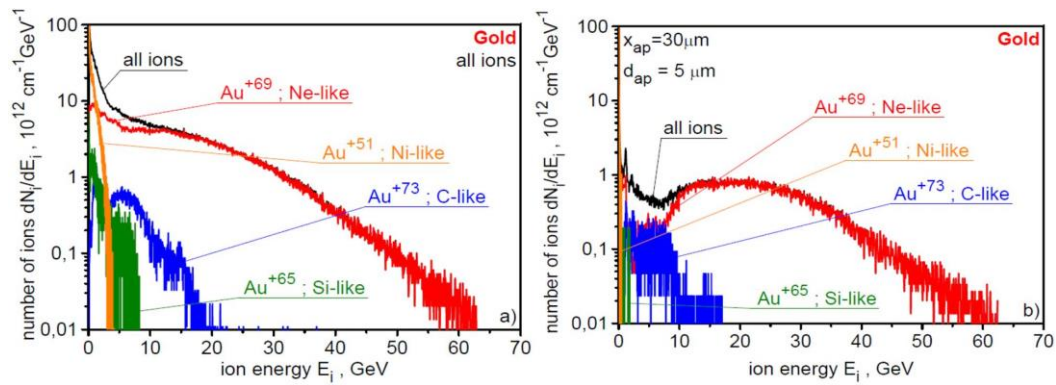 number of ions dNi/dEi, 10^12 cm^-1GeV^-1
100
10
1
0,1
0,01
Gold
all ions
all ions
Au+69 ; Ne-like
Au+51 ; Ni-like
Au+73 ; C-like
Au+65 ; Si-like
a)
0 10 20 30 40 50 60 70
ion energy Ei , GeV
number of ions dNi/dEi, 10^12 cm^-1GeV^-1
100
10
1
0,1
0,01
xap=30μm
dap = 5 μm
Gold
Au+69 ; Ne-like
all ions
Au+51 ; Ni-like
Au+73 ; C-like
Au+65 ; Si-like
b)
0 10 20 30 40 50 60 70
ion energy Ei , GeV